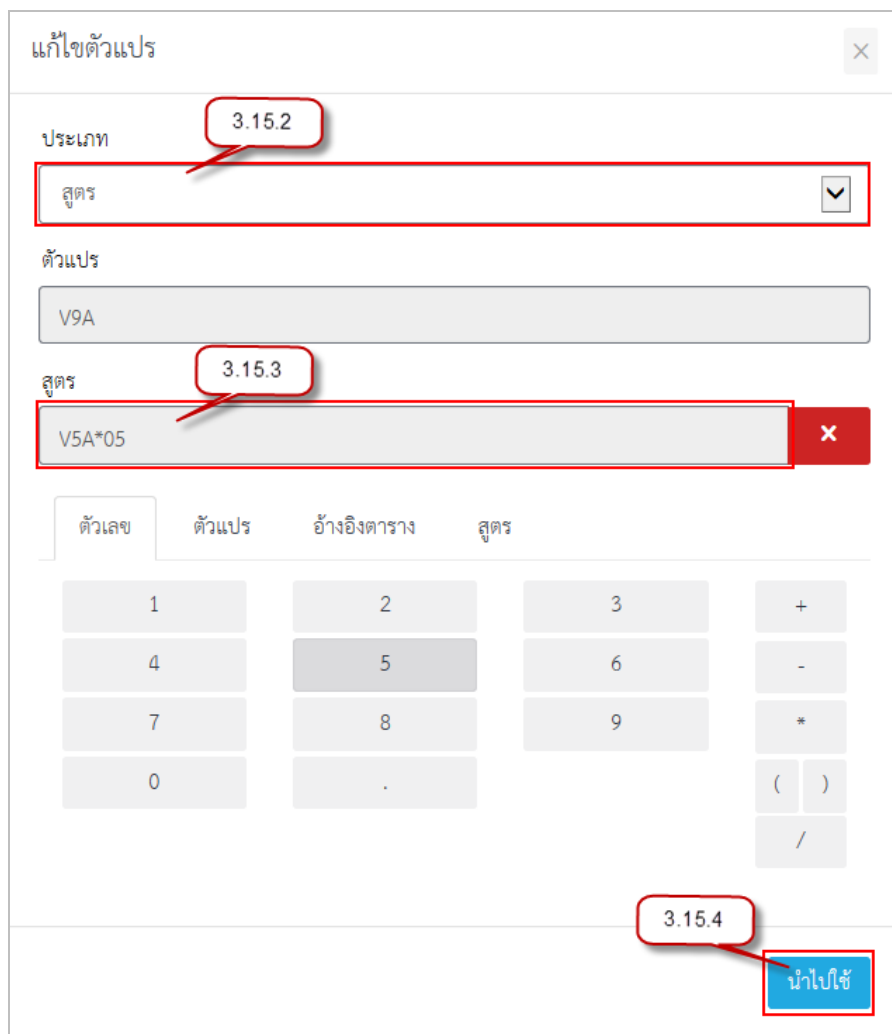 แก้ไขตัวแปร ×
3.15.2
ประเภท
สูตร
ตัวแปร
V9A
3.15.3
สูตร
V5A*05 ×
ตัวเลข ตัวแปร อ้างอิงตาราง สูตร
1 2 3 +
4 5 6 -
7 8 9 *
0 . ( )
/
3.15.4
นำไปใช้